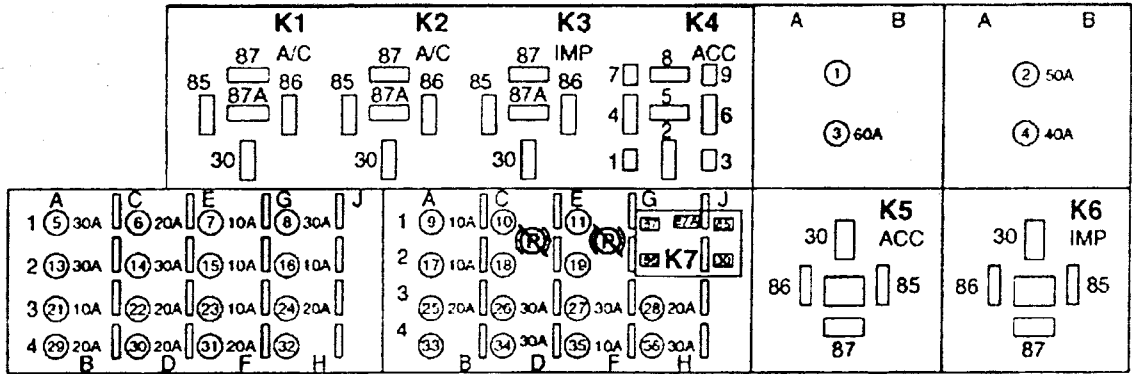 K1 K2 K3 K4 A B A B
87 A/C 87 A/C 87 IMP 8 ACC
85 86 85 86 85 86 7 9 1 2 50A
87A 87A 87A 5
4 6
2 3 60A 4 40A
30 30 30 1 3
A C E G J A C E G J
1 5 30A 6 20A 7 10A 8 30A 1 9 10A 10 R 11 R 87 87A 85 K5 K6
30 ACC 30 IMP
2 13 30A 14 30A 15 10A 16 10A 2 17 10A 18 19 K7 30
86 85 86 85
3 21 10A 22 20A 23 10A 24 20A 3 25 20A 26 30A 27 30A 28 20A
4 29 20A 30 20A 31 20A 32 4 33 34 30A 35 10A 36 30A 87 87
B D F H B D F H